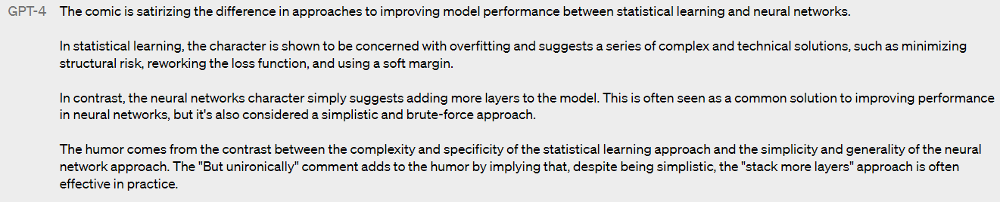 GPT-4 The comic is satirizing the difference in approaches to improving model performance between statistical learning and neural networks.
In statistical learning, the character is shown to be concerned with overfitting and suggests a series of complex and technical solutions, such as minimizing
structural risk, reworking the loss function, and using a soft margin.
In contrast, the neural networks character simply suggests adding more layers to the model. This is often seen as a common solution to improving performance
in neural networks, but it's also considered a simplistic and brute-force approach.
The humor comes from the contrast between the complexity and specificity of the statistical learning approach and the simplicity and generality of the neural
network approach. The "But unironically" comment adds to the humor by implying that, despite being simplistic, the "stack more layers" approach is often
effective in practice.